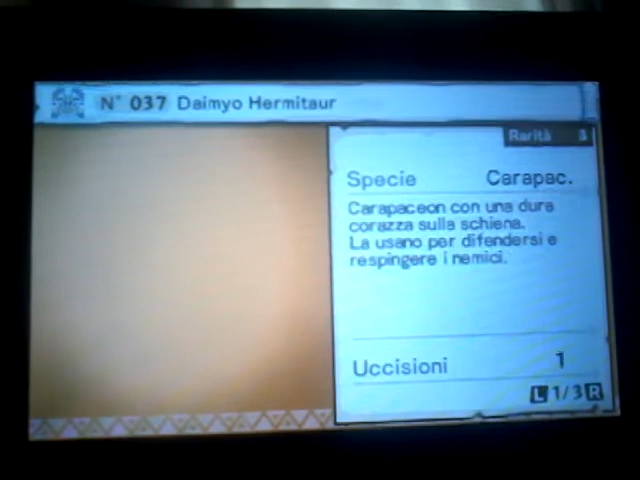 N° 037 Daimyo Hermitaur
Rarità 3
Specie Carapac.
Carapaceon con una dura
corazza sulla schiena.
La usano per difendersi e
respingere i nemici.
Uccisioni 1
L 1/3 R